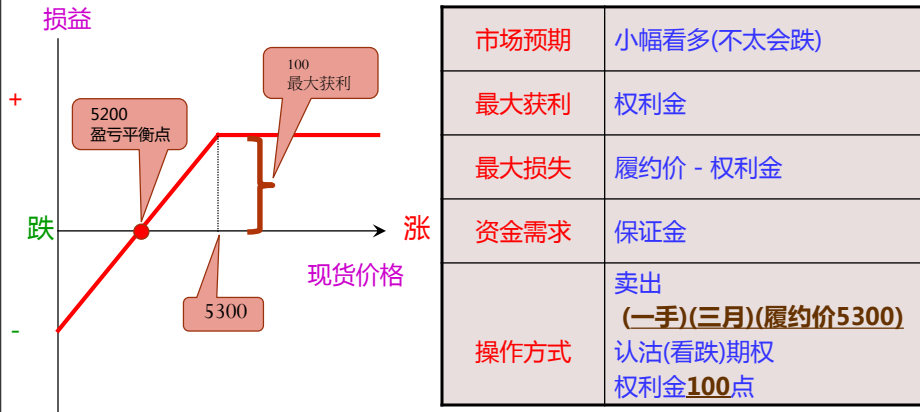 损益
+
100
最大获利
5200
盈亏平衡点
跌
涨
现货价格
5300
-
市场预期
小幅看多(不太会跌)
最大获利
权利金
最大损失
履约价 - 权利金
资金需求
保证金
操作方式
卖出
(一手)(三月)(履约价5300)
认沽(看跌)期权
权利金100点